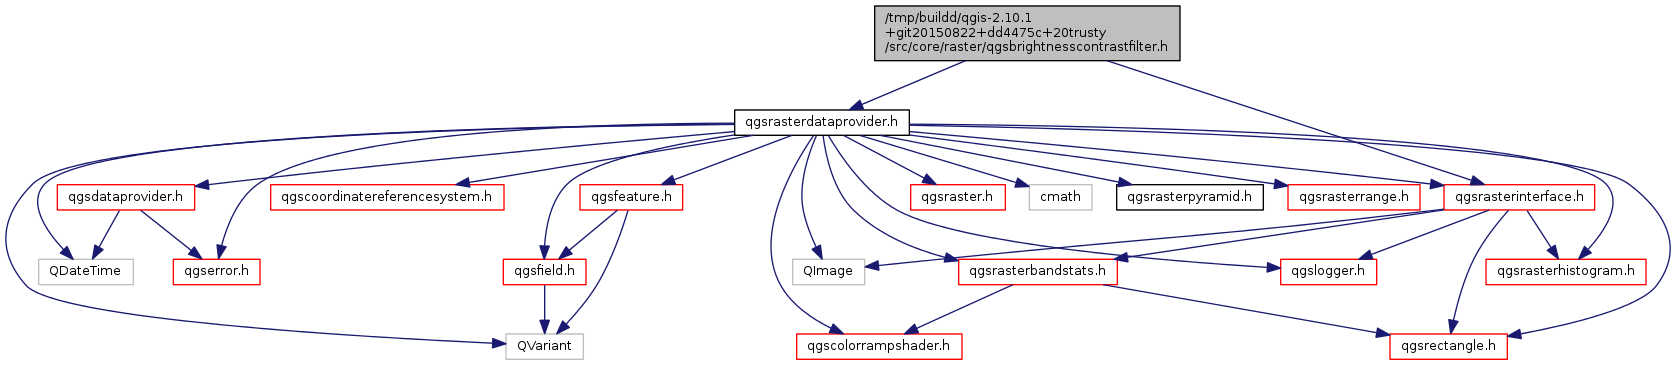 /tmp/buildd/qgis-2.10.1
+git20150822+dd4475c+20trusty
/src/core/raster/qgsbrightnesscontrastfilter.h
qgsrasterdataprovider.h
qgsdataprovider.h
qgscoordinatereferencesystem.h
qgsfeature.h
qgsraster.h
cmath
qgsrasterpyramid.h
qgsrasterrange.h
qgsrasterinterface.h
QDateTime
qgserror.h
qgsfield.h
QImage
qgsrasterbandstats.h
qgslogger.h
qgsrasterhistogram.h
QVariant
qgscolorrampshader.h
qgsrectangle.h